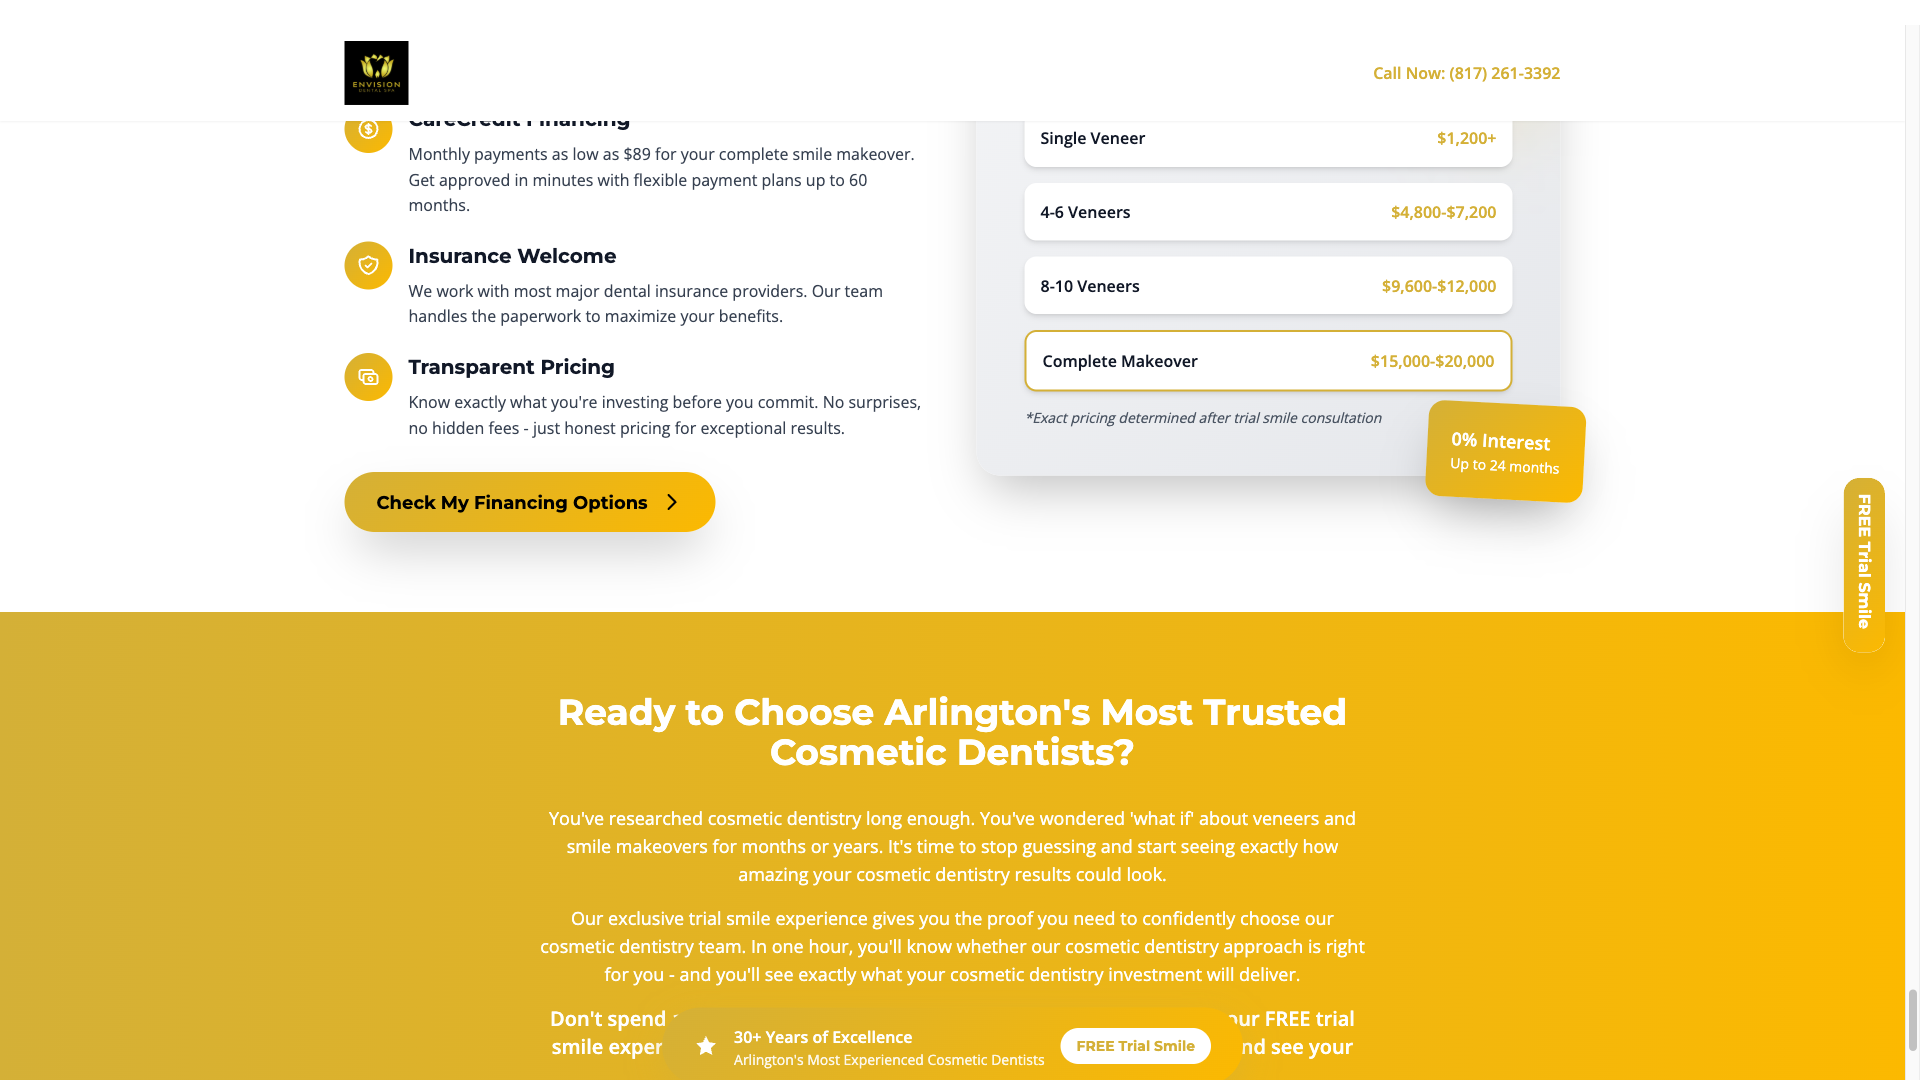 ENVISION
DENTAL SPA
Call Now: (817) 261-3392
CareCredit Financing
Monthly payments as low as $89 for your complete smile makeover.
Get approved in minutes with flexible payment plans up to 60
months.
Insurance Welcome
We work with most major dental insurance providers. Our team
handles the paperwork to maximize your benefits.
Transparent Pricing
Know exactly what you're investing before you commit. No surprises,
no hidden fees - just honest pricing for exceptional results.
Check My Financing Options
Single Veneer $1,200+
4-6 Veneers $4,800-$7,200
8-10 Veneers $9,600-$12,000
Complete Makeover $15,000-$20,000
*Exact pricing determined after trial smile consultation
0% Interest
Up to 24 months
FREE Trial Smile
Ready to Choose Arlington's Most Trusted
Cosmetic Dentists?
You've researched cosmetic dentistry long enough. You've wondered 'what if' about veneers and
smile makeovers for months or years. It's time to stop guessing and start seeing exactly how
amazing your cosmetic dentistry results could look.
Our exclusive trial smile experience gives you the proof you need to confidently choose our
cosmetic dentistry team. In one hour, you'll know whether our cosmetic dentistry approach is right
for you - and you'll see exactly what your cosmetic dentistry investment will deliver.
Don't spend our FREE trial
smile exper nd see your
30+ Years of Excellence
Arlington's Most Experienced Cosmetic Dentists
FREE Trial Smile